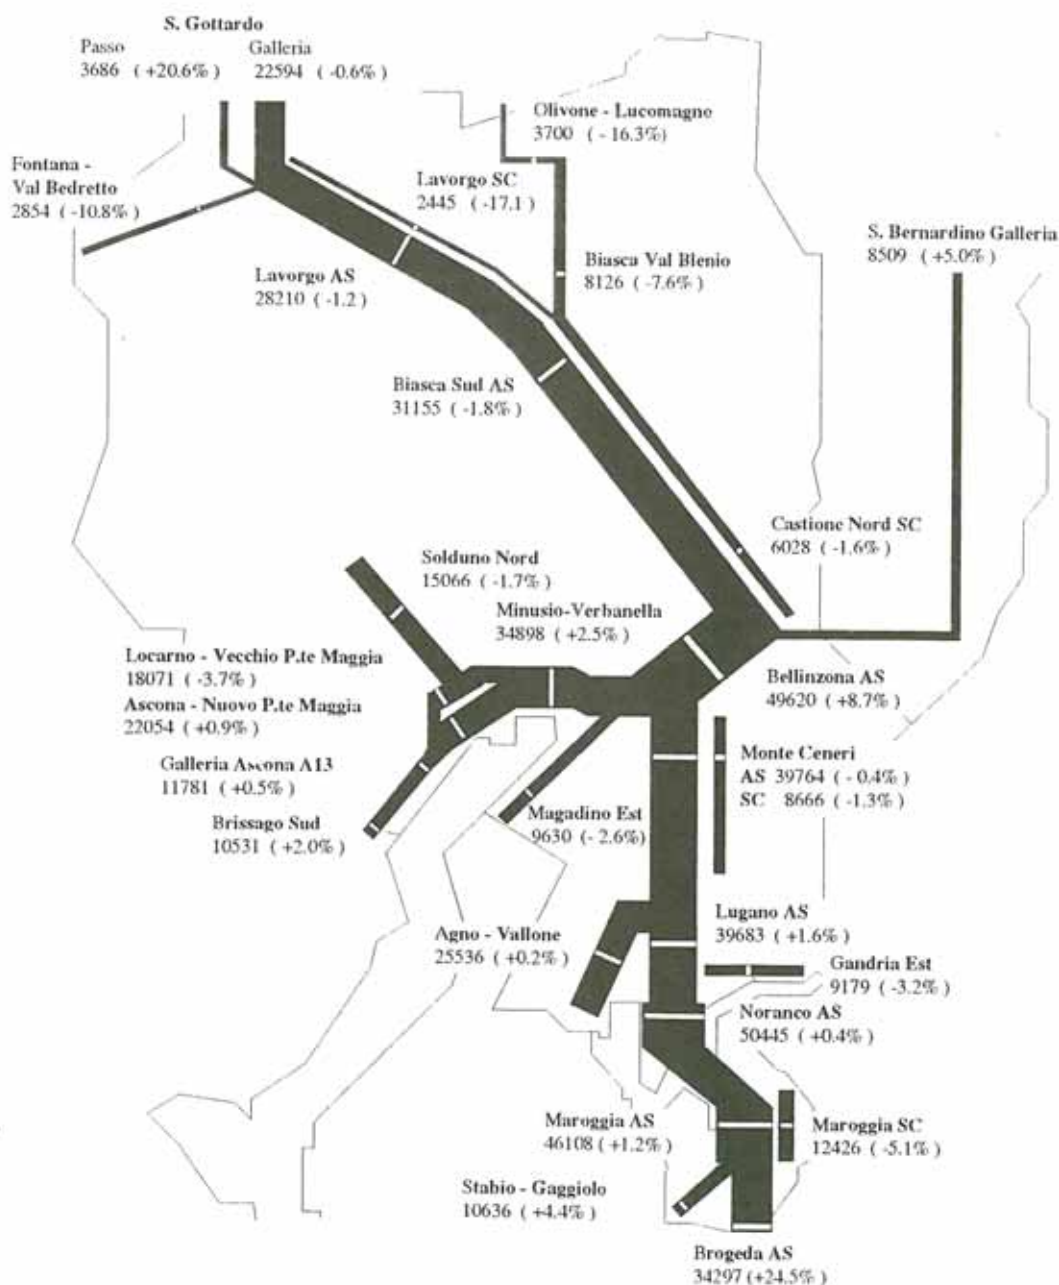 S. Gottardo
Passo
3686 ( +20.6% )
Galleria
22594 ( -0.6% )
Olivone - Lucomagno
3700 ( - 16.3%)
Fontana -
Val Bedretto
2854 ( -10.8% )
Lavorgo SC
2445 ( -17.1 )
S. Bernardino Galleria
8509 ( +5.0% )
Lavorgo AS
28210 ( -1.2 )
Biasca Val Blenio
8126 ( -7.6% )
Biasca Sud AS
31155 ( -1.8% )
Castione Nord SC
6028 ( -1.6% )
Solduno Nord
15066 ( -1.7% )
Minusio-Verbanella
34898 ( +2.5% )
Locarno - Vecchio P.te Maggia
18071 ( -3.7% )
Ascona - Nuovo P.te Maggia
22054 ( +0.9% )
Bellinzona AS
49620 ( +8.7% )
Galleria Ascona A13
11781 ( +0.5% )
Monte Ceneri
AS 39764 ( - 0.4% )
SC 8666 ( -1.3% )
Brissago Sud
10531 ( +2.0% )
Magadino Est
9630 ( - 2.6%)
Lugano AS
39683 ( +1.6% )
Agno - Vallone
25536 ( +0.2% )
Gandria Est
9179 ( -3.2% )
Noranco AS
50445 ( +0.4% )
Maroggia AS
46108 ( +1.2% )
Maroggia SC
12426 ( -5.1% )
Stabio - Gaggiolo
10636 ( +4.4% )
Brogeda AS
34297 (+24.5%)